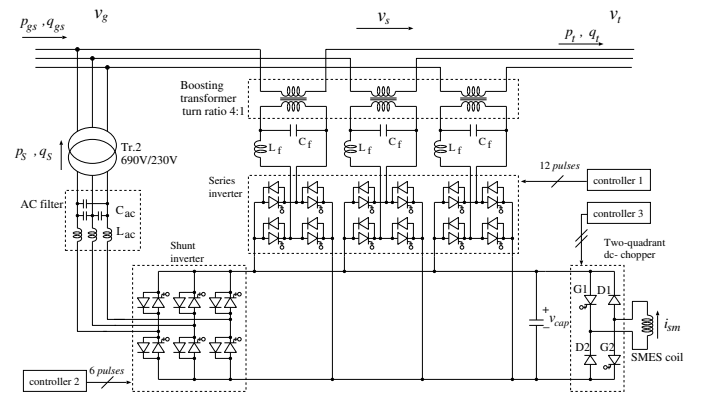 p_gs , q_gs
v_g
v_s
v_t
p_t , q_t
Boosting
transformer
turn ratio 4:1
L_f
C_f
L_f
C_f
L_f
C_f
p_S , q_S
Tr.2
690V/230V
Series
inverter
12 pulses
controller 1
AC filter
C_ac
L_ac
controller 3
Two-quadrant
dc- chopper
Shunt
inverter
G1
D1
+
v_cap
−
D2
G2
i_sm
SMES coil
controller 2
6 pulses